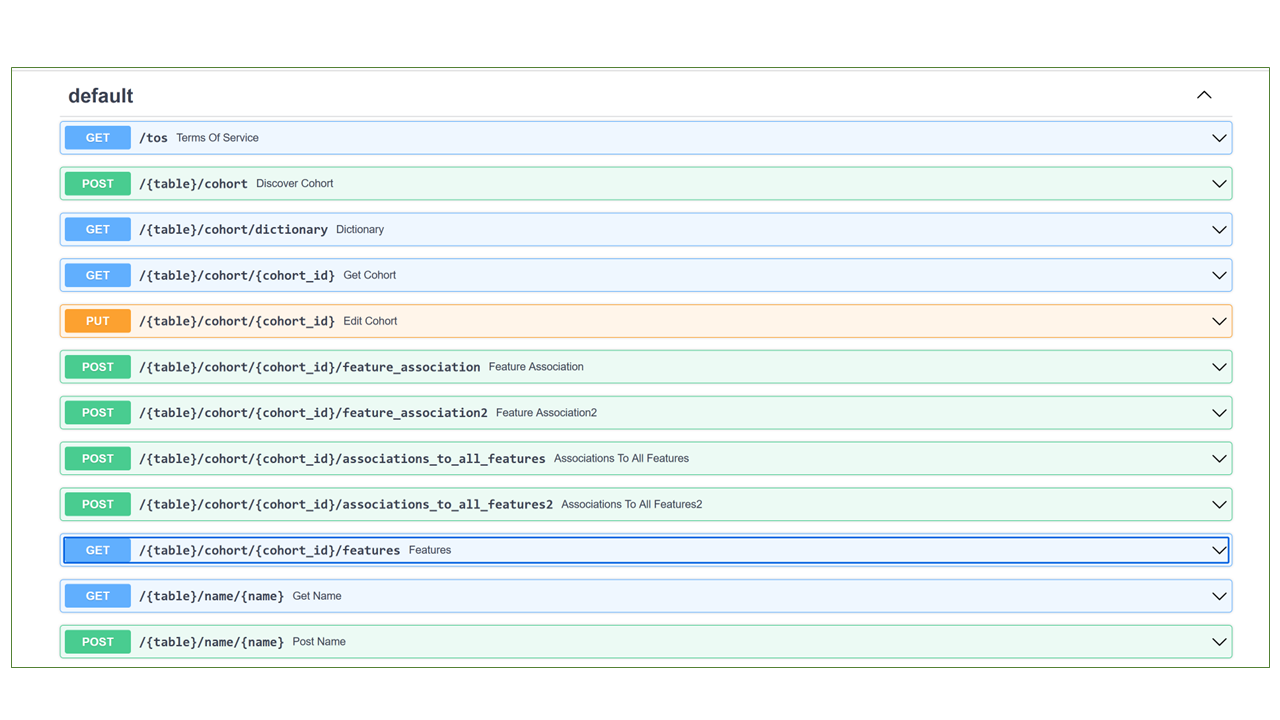 default
GET /tos Terms Of Service
POST /{table}/cohort Discover Cohort
GET /{table}/cohort/dictionary Dictionary
GET /{table}/cohort/{cohort_id} Get Cohort
PUT /{table}/cohort/{cohort_id} Edit Cohort
POST /{table}/cohort/{cohort_id}/feature_association Feature Association
POST /{table}/cohort/{cohort_id}/feature_association2 Feature Association2
POST /{table}/cohort/{cohort_id}/associations_to_all_features Associations To All Features
POST /{table}/cohort/{cohort_id}/associations_to_all_features2 Associations To All Features2
GET /{table}/cohort/{cohort_id}/features Features
GET /{table}/name/{name} Get Name
POST /{table}/name/{name} Post Name